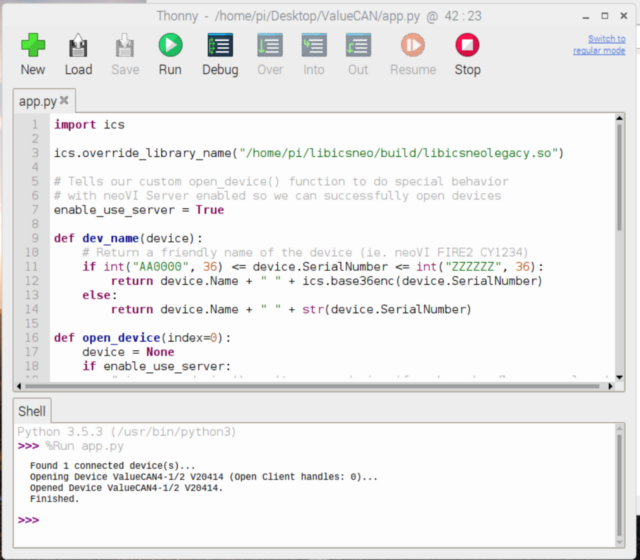 Thonny - /home/pi/Desktop/ValueCAN/app.py @ 42 : 23
New Load Save Run Debug Over Into Out Resume Stop
Switch to
regular mode
app.py
1 import ics
2
3 ics.override_library_name("/home/pi/libicsneo/build/libicsneolegacy.so")
4
5 # Tells our custom open_device() function to do special behavior
6 # with neoVI Server enabled so we can successfully open devices
7 enable_use_server = True
8
9 def dev_name(device):
10 # Return a friendly name of the device (ie. neoVI FIRE2 CY1234)
11 if int("AA0000", 36) <= device.SerialNumber <= int("ZZZZZZ", 36):
12 return device.Name + " " + ics.base36enc(device.SerialNumber)
13 else:
14 return device.Name + " " + str(device.SerialNumber)
15
16 def open_device(index=0):
17 device = None
18 if enable_use_server:
Shell
Python 3.5.3 (/usr/bin/python3)
>>> %Run app.py
Found 1 connected device(s)...
Opening Device ValueCAN4-1/2 V20414 (Open Client handles: 0)...
Opened Device ValueCAN4-1/2 V20414.
Finished.
>>>